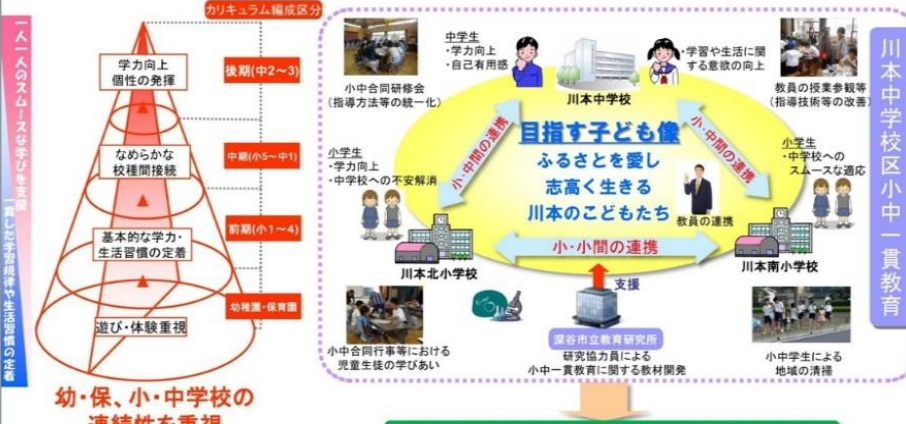 カリキュラム編成区分
一人一人のスムーズな学びを支援
一貫した学習規律や生活習慣の定着
学力向上
個性の発揮
後期(中2～3)
なめらかな
校種間接続
中期(小5～中1)
基本的な学力・
生活習慣の定着
前期(小1～4)
幼稚園・保育園
遊び・体験重視
幼・保、小・中学校の
連続性を重視
川本中学校区小中一貫教育
小中合同研修会
(指導方法等の統一化)
中学生
・学力向上
・自己有用感
川本中学校
・学習や生活に関
する意欲の向上
教員の授業参観等
(指導技術等の改善)
小学生
・学力向上
・中学校への不安解消
小・中間の連携
目指す子ども像
ふるさとを愛し
志高く生きる
川本のこどもたち
小・中間の連携
教員の連携
小学生
・中学校への
スムースな適応
川本北小学校
小・小間の連携
川本南小学校
支援
深谷市立教育研究所
研究協力員による
小中一貫教育に関する教材開発
小中合同行事等における
児童生徒の学びあい
小中学生による
地域の清掃